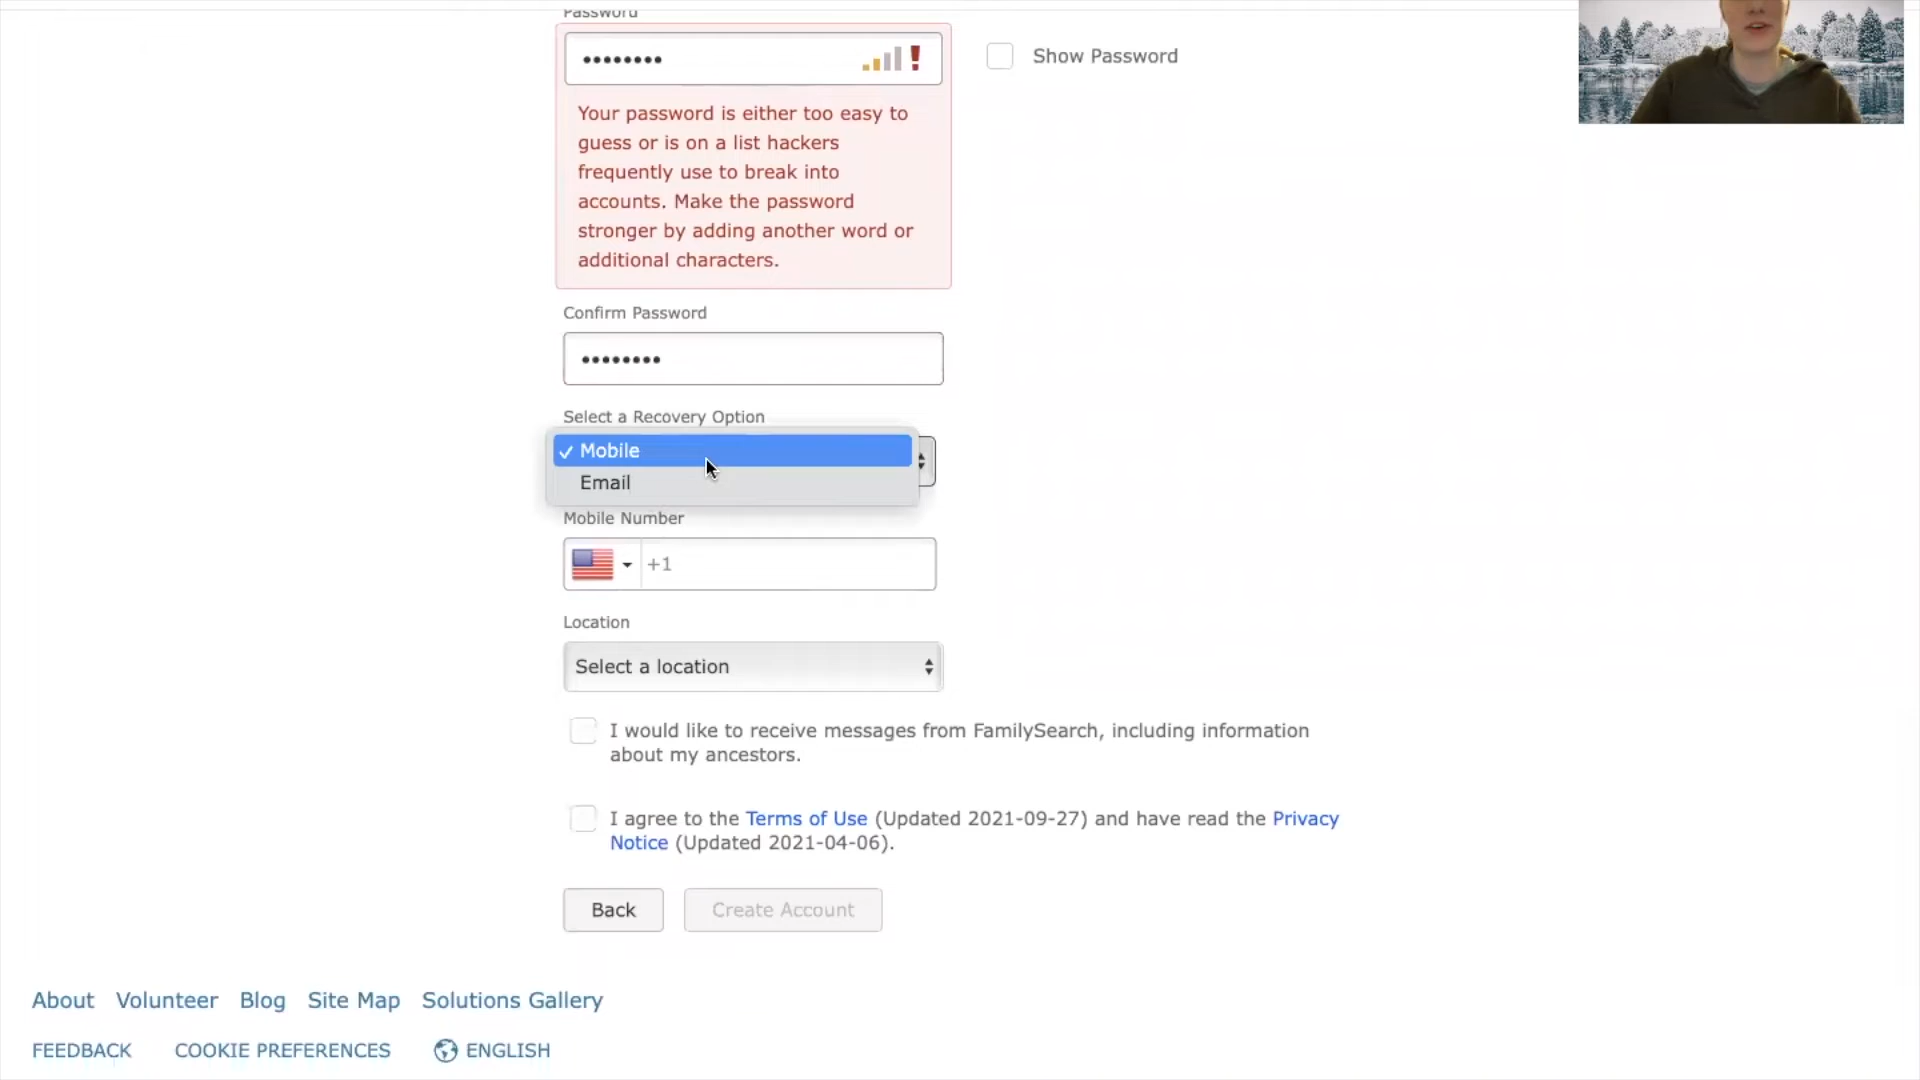 Password
••••••••
Show Password
Your password is either too easy to
guess or is on a list hackers
frequently use to break into
accounts. Make the password
stronger by adding another word or
additional characters.
Confirm Password
••••••••
Select a Recovery Option
✓ Mobile
Email
Mobile Number
+1
Location
Select a location
I would like to receive messages from FamilySearch, including information
about my ancestors.
I agree to the Terms of Use (Updated 2021-09-27) and have read the Privacy
Notice (Updated 2021-04-06).
Back Create Account
About Volunteer Blog Site Map Solutions Gallery
FEEDBACK COOKIE PREFERENCES ENGLISH